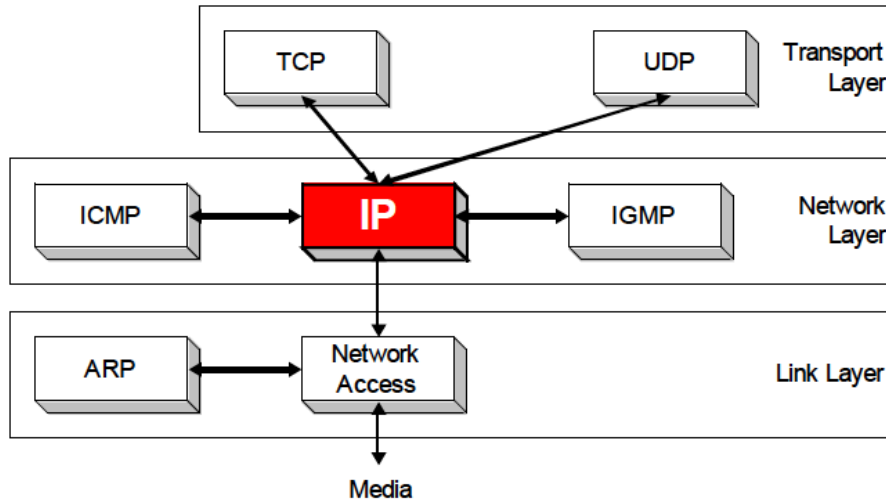 TCP
UDP
Transport
Layer
ICMP
IP
IGMP
Network
Layer
ARP
Network
Access
Link Layer
Media